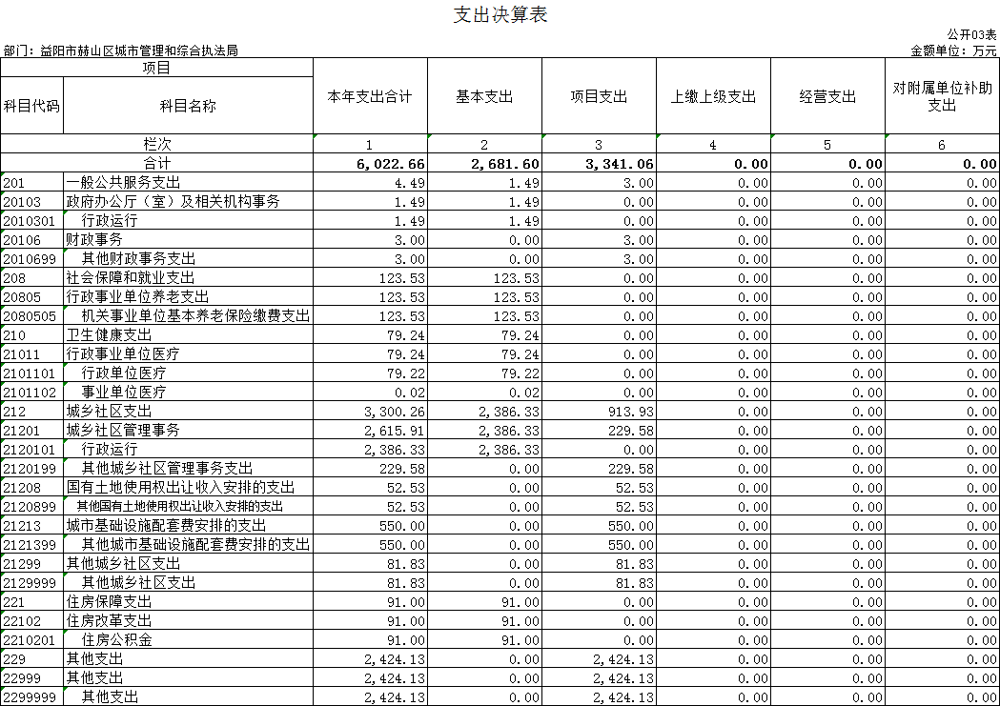 支出决算表
公开03表
部门：益阳市赫山区城市管理和综合执法局 金额单位：万元
项目 本年支出合计 基本支出 项目支出 上缴上级支出 经营支出 对附属单位补助支出
科目代码 科目名称
栏次 1 2 3 4 5 6
合计 6,022.66 2,681.60 3,341.06 0.00 0.00 0.00
201 一般公共服务支出 4.49 1.49 3.00 0.00 0.00 0.00
20103 政府办公厅（室）及相关机构事务 1.49 1.49 0.00 0.00 0.00 0.00
2010301 行政运行 1.49 1.49 0.00 0.00 0.00 0.00
20106 财政事务 3.00 0.00 3.00 0.00 0.00 0.00
2010699 其他财政事务支出 3.00 0.00 3.00 0.00 0.00 0.00
208 社会保障和就业支出 123.53 123.53 0.00 0.00 0.00 0.00
20805 行政事业单位养老支出 123.53 123.53 0.00 0.00 0.00 0.00
2080505 机关事业单位基本养老保险缴费支出 123.53 123.53 0.00 0.00 0.00 0.00
210 卫生健康支出 79.24 79.24 0.00 0.00 0.00 0.00
21011 行政事业单位医疗 79.24 79.24 0.00 0.00 0.00 0.00
2101101 行政单位医疗 79.22 79.22 0.00 0.00 0.00 0.00
2101102 事业单位医疗 0.02 0.02 0.00 0.00 0.00 0.00
212 城乡社区支出 3,300.26 2,386.33 913.93 0.00 0.00 0.00
21201 城乡社区管理事务 2,615.91 2,386.33 229.58 0.00 0.00 0.00
2120101 行政运行 2,386.33 2,386.33 0.00 0.00 0.00 0.00
2120199 其他城乡社区管理事务支出 229.58 0.00 229.58 0.00 0.00 0.00
21208 国有土地使用权出让收入安排的支出 52.53 0.00 52.53 0.00 0.00 0.00
2120899 其他国有土地使用权出让收入安排的支出 52.53 0.00 52.53 0.00 0.00 0.00
21213 城市基础设施配套费安排的支出 550.00 0.00 550.00 0.00 0.00 0.00
2121399 其他城市基础设施配套费安排的支出 550.00 0.00 550.00 0.00 0.00 0.00
21299 其他城乡社区支出 81.83 0.00 81.83 0.00 0.00 0.00
2129999 其他城乡社区支出 81.83 0.00 81.83 0.00 0.00 0.00
221 住房保障支出 91.00 91.00 0.00 0.00 0.00 0.00
22102 住房改革支出 91.00 91.00 0.00 0.00 0.00 0.00
2210201 住房公积金 91.00 91.00 0.00 0.00 0.00 0.00
229 其他支出 2,424.13 0.00 2,424.13 0.00 0.00 0.00
22999 其他支出 2,424.13 0.00 2,424.13 0.00 0.00 0.00
2299999 其他支出 2,424.13 0.00 2,424.13 0.00 0.00 0.00